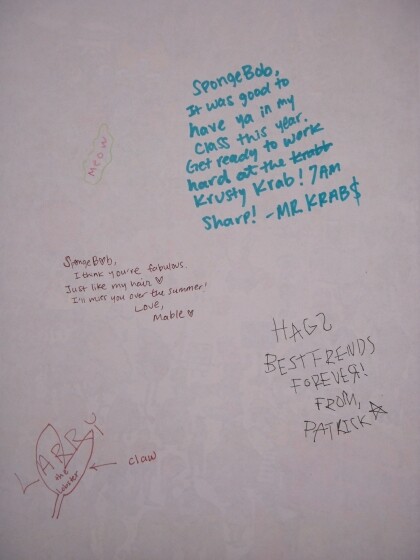 SpongeBob,
It was good to
have ya in my
class this year.
Get ready to work
hard at the krabb
Krusty Krab! 7AM
Sharp! -MR KRAB$
Meow
SpongeBob,
I think you're fabulous.
Just like my hair
I'll miss you over the summer!
Love,
Mable
HAGS
BESTFRENDS
FOREVER!
FROM,
PATRICK
LARRY
the
lobster
claw